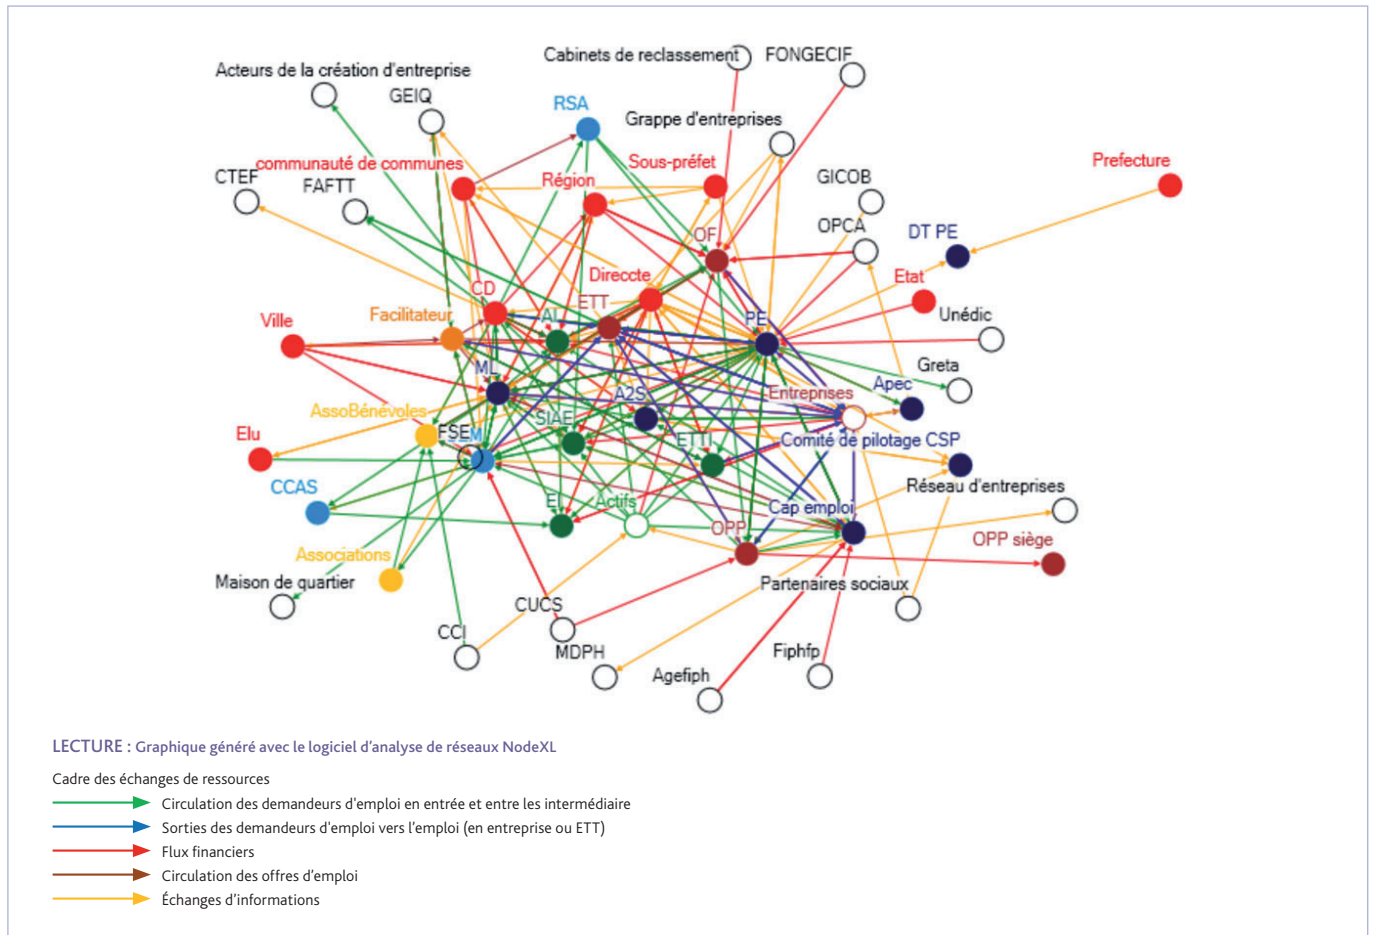 Cabinets de reclassement
FONGECIF
Acteurs de la création d'entreprise
GEIQ
RSA
Grappe d'entreprises
communauté de communes
Sous-préfet
Prefecture
CTEF
FAFTT
Région
GICOB
OPCA
DT PE
OF
Direccte
Etat
CD
ETT
Ville
Facilitateur
AI
PE
Unédic
Greta
ML
A2S
Entreprises
Apec
AssoBénévoles
SIAE
Elu
FSE
M
ETTI
Comité de pilotage CSP
CCAS
Réseau d'entreprises
EI
Actifs
Cap emploi
OPP
OPP siège
Associations
Maison de quartier
Partenaires sociaux
CUCS
CCI
MDPH
Fiphfp
Agefiph
LECTURE : Graphique généré avec le logiciel d'analyse de réseaux NodeXL
Cadre des échanges de ressources
Circulation des demandeurs d'emploi en entrée et entre les intermédiaire
Sorties des demandeurs d'emploi vers l'emploi (en entreprise ou ETT)
Flux financiers
Circulation des offres d'emploi
Échanges d'informations